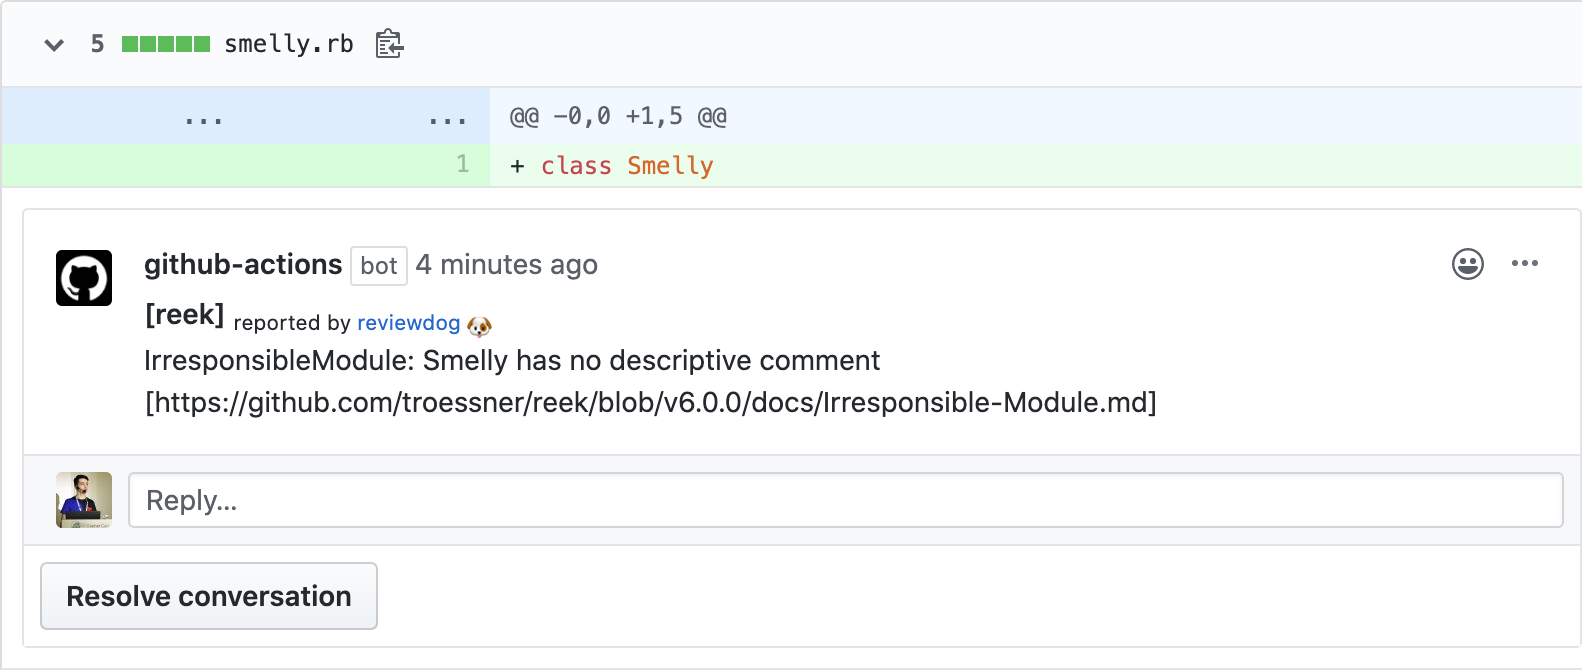 5 smelly.rb
... ... @@ -0,0 +1,5 @@
1 + class Smelly
github-actions bot 4 minutes ago
[reek] reported by reviewdog 🐶
IrresponsibleModule: Smelly has no descriptive comment
[https://github.com/troessner/reek/blob/v6.0.0/docs/Irresponsible-Module.md]
Reply...
Resolve conversation